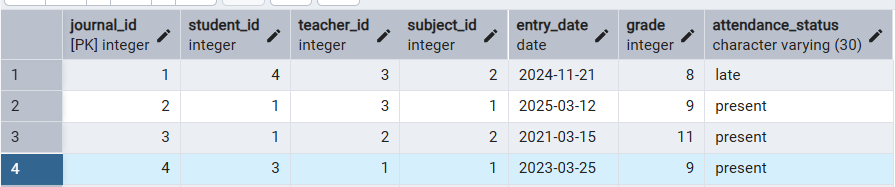 journal_id student_id teacher_id subject_id entry_date grade attendance_status
[PK] integer integer integer integer date integer character varying (30)
1 1 4 3 2 2024-11-21 8 late
2 2 1 3 1 2025-03-12 9 present
3 3 1 2 2 2021-03-15 11 present
4 4 3 1 1 2023-03-25 9 present